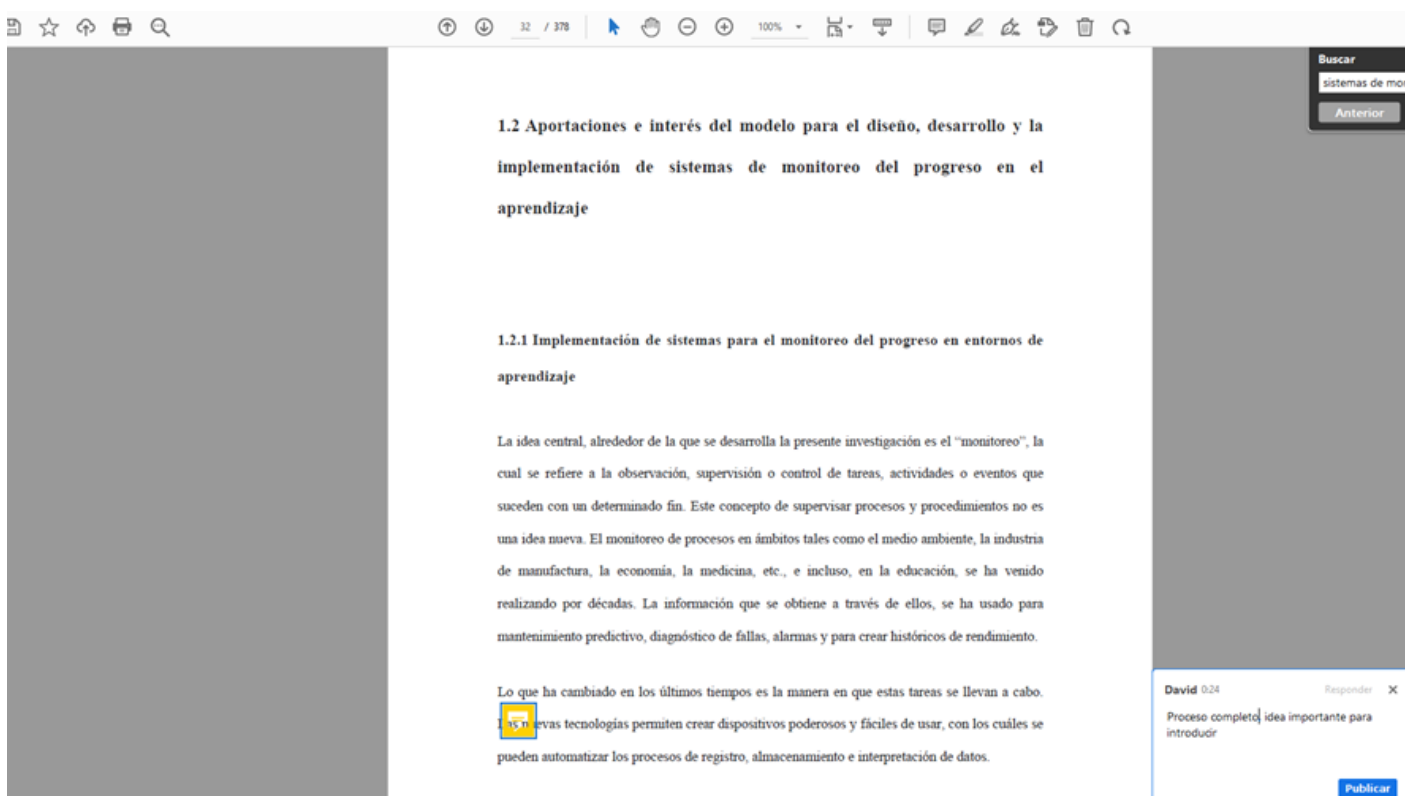 32 / 378
100%
Buscar
sistemas de mo
Anterior
1.2 Aportaciones e interés del modelo para el diseño, desarrollo y la
implementación de sistemas de monitoreo del progreso en el
aprendizaje
1.2.1 Implementación de sistemas para el monitoreo del progreso en entornos de
aprendizaje
La idea central, alrededor de la que se desarrolla la presente investigación es el “monitoreo”, la
cual se refiere a la observación, supervisión o control de tareas, actividades o eventos que
suceden con un determinado fin. Este concepto de supervisar procesos y procedimientos no es
una idea nueva. El monitoreo de procesos en ámbitos tales como el medio ambiente, la industria
de manufactura, la economía, la medicina, etc., e incluso, en la educación, se ha venido
realizando por décadas. La información que se obtiene a través de ellos, se ha usado para
mantenimiento predictivo, diagnóstico de fallas, alarmas y para crear históricos de rendimiento.
Lo que ha cambiado en los últimos tiempos es la manera en que estas tareas se llevan a cabo.
Las nuevas tecnologías permiten crear dispositivos poderosos y fáciles de usar, con los cuáles se
pueden automatizar los procesos de registro, almacenamiento e interpretación de datos.
David 0:24
Responder
Proceso completo, idea importante para
introducir
Publicar